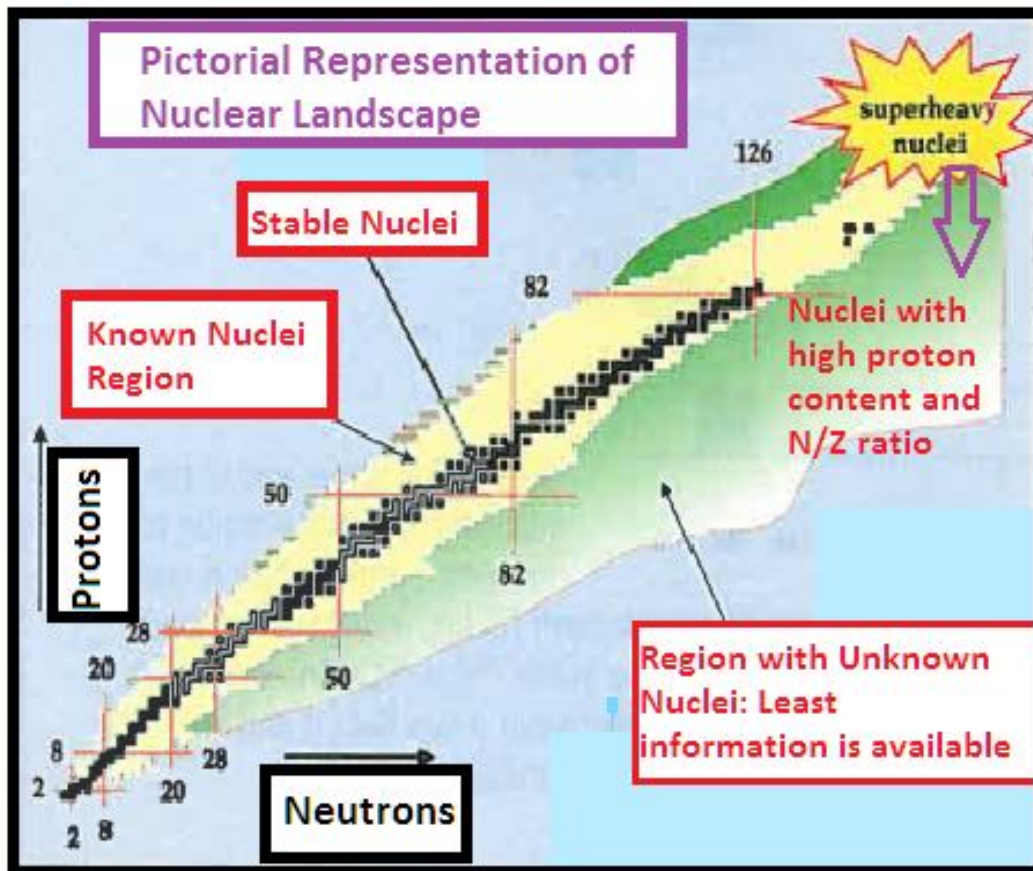 Pictorial Representation of
Nuclear Landscape
superheavy
nuclei
126
Stable Nuclei
82
Known Nuclei
Region
Nuclei with
high proton
content and
N/Z ratio
50
Protons
82
28
20
50
Region with Unknown
Nuclei: Least
information is available
8
28
20
2
Neutrons
2
8